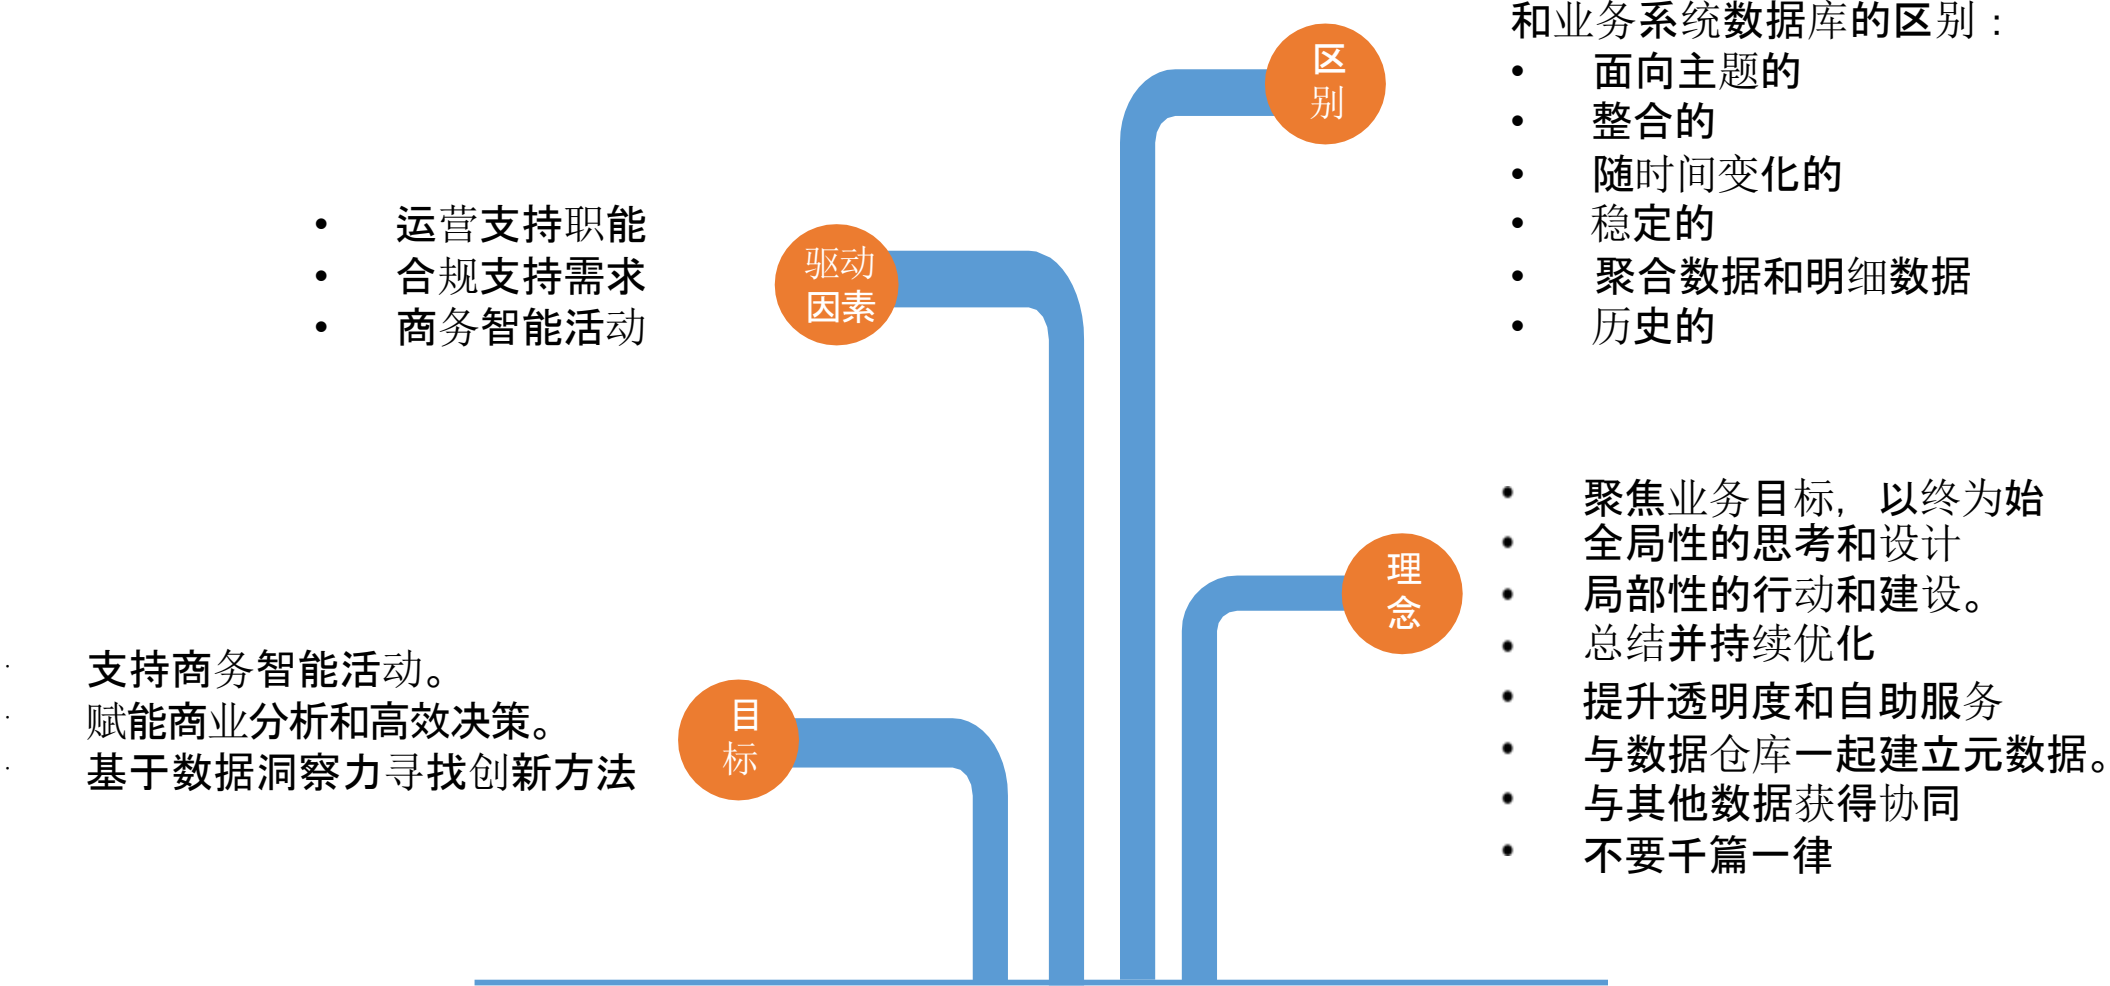 和业务系统数据库的区别：
• 面向主题的
• 整合的
• 随时间变化的
• 稳定的
• 聚合数据和明细数据
• 历史的
区
别
• 运营支持职能
• 合规支持需求
• 商务智能活动
驱动
因素
• 聚焦业务目标，以终为始
• 全局性的思考和设计
• 局部性的行动和建设。
• 总结并持续优化
• 提升透明度和自助服务
• 与数据仓库一起建立元数据。
• 与其他数据获得协同
• 不要千篇一律
理
念
· 支持商务智能活动。
· 赋能商业分析和高效决策。
· 基于数据洞察力寻找创新方法
目
标